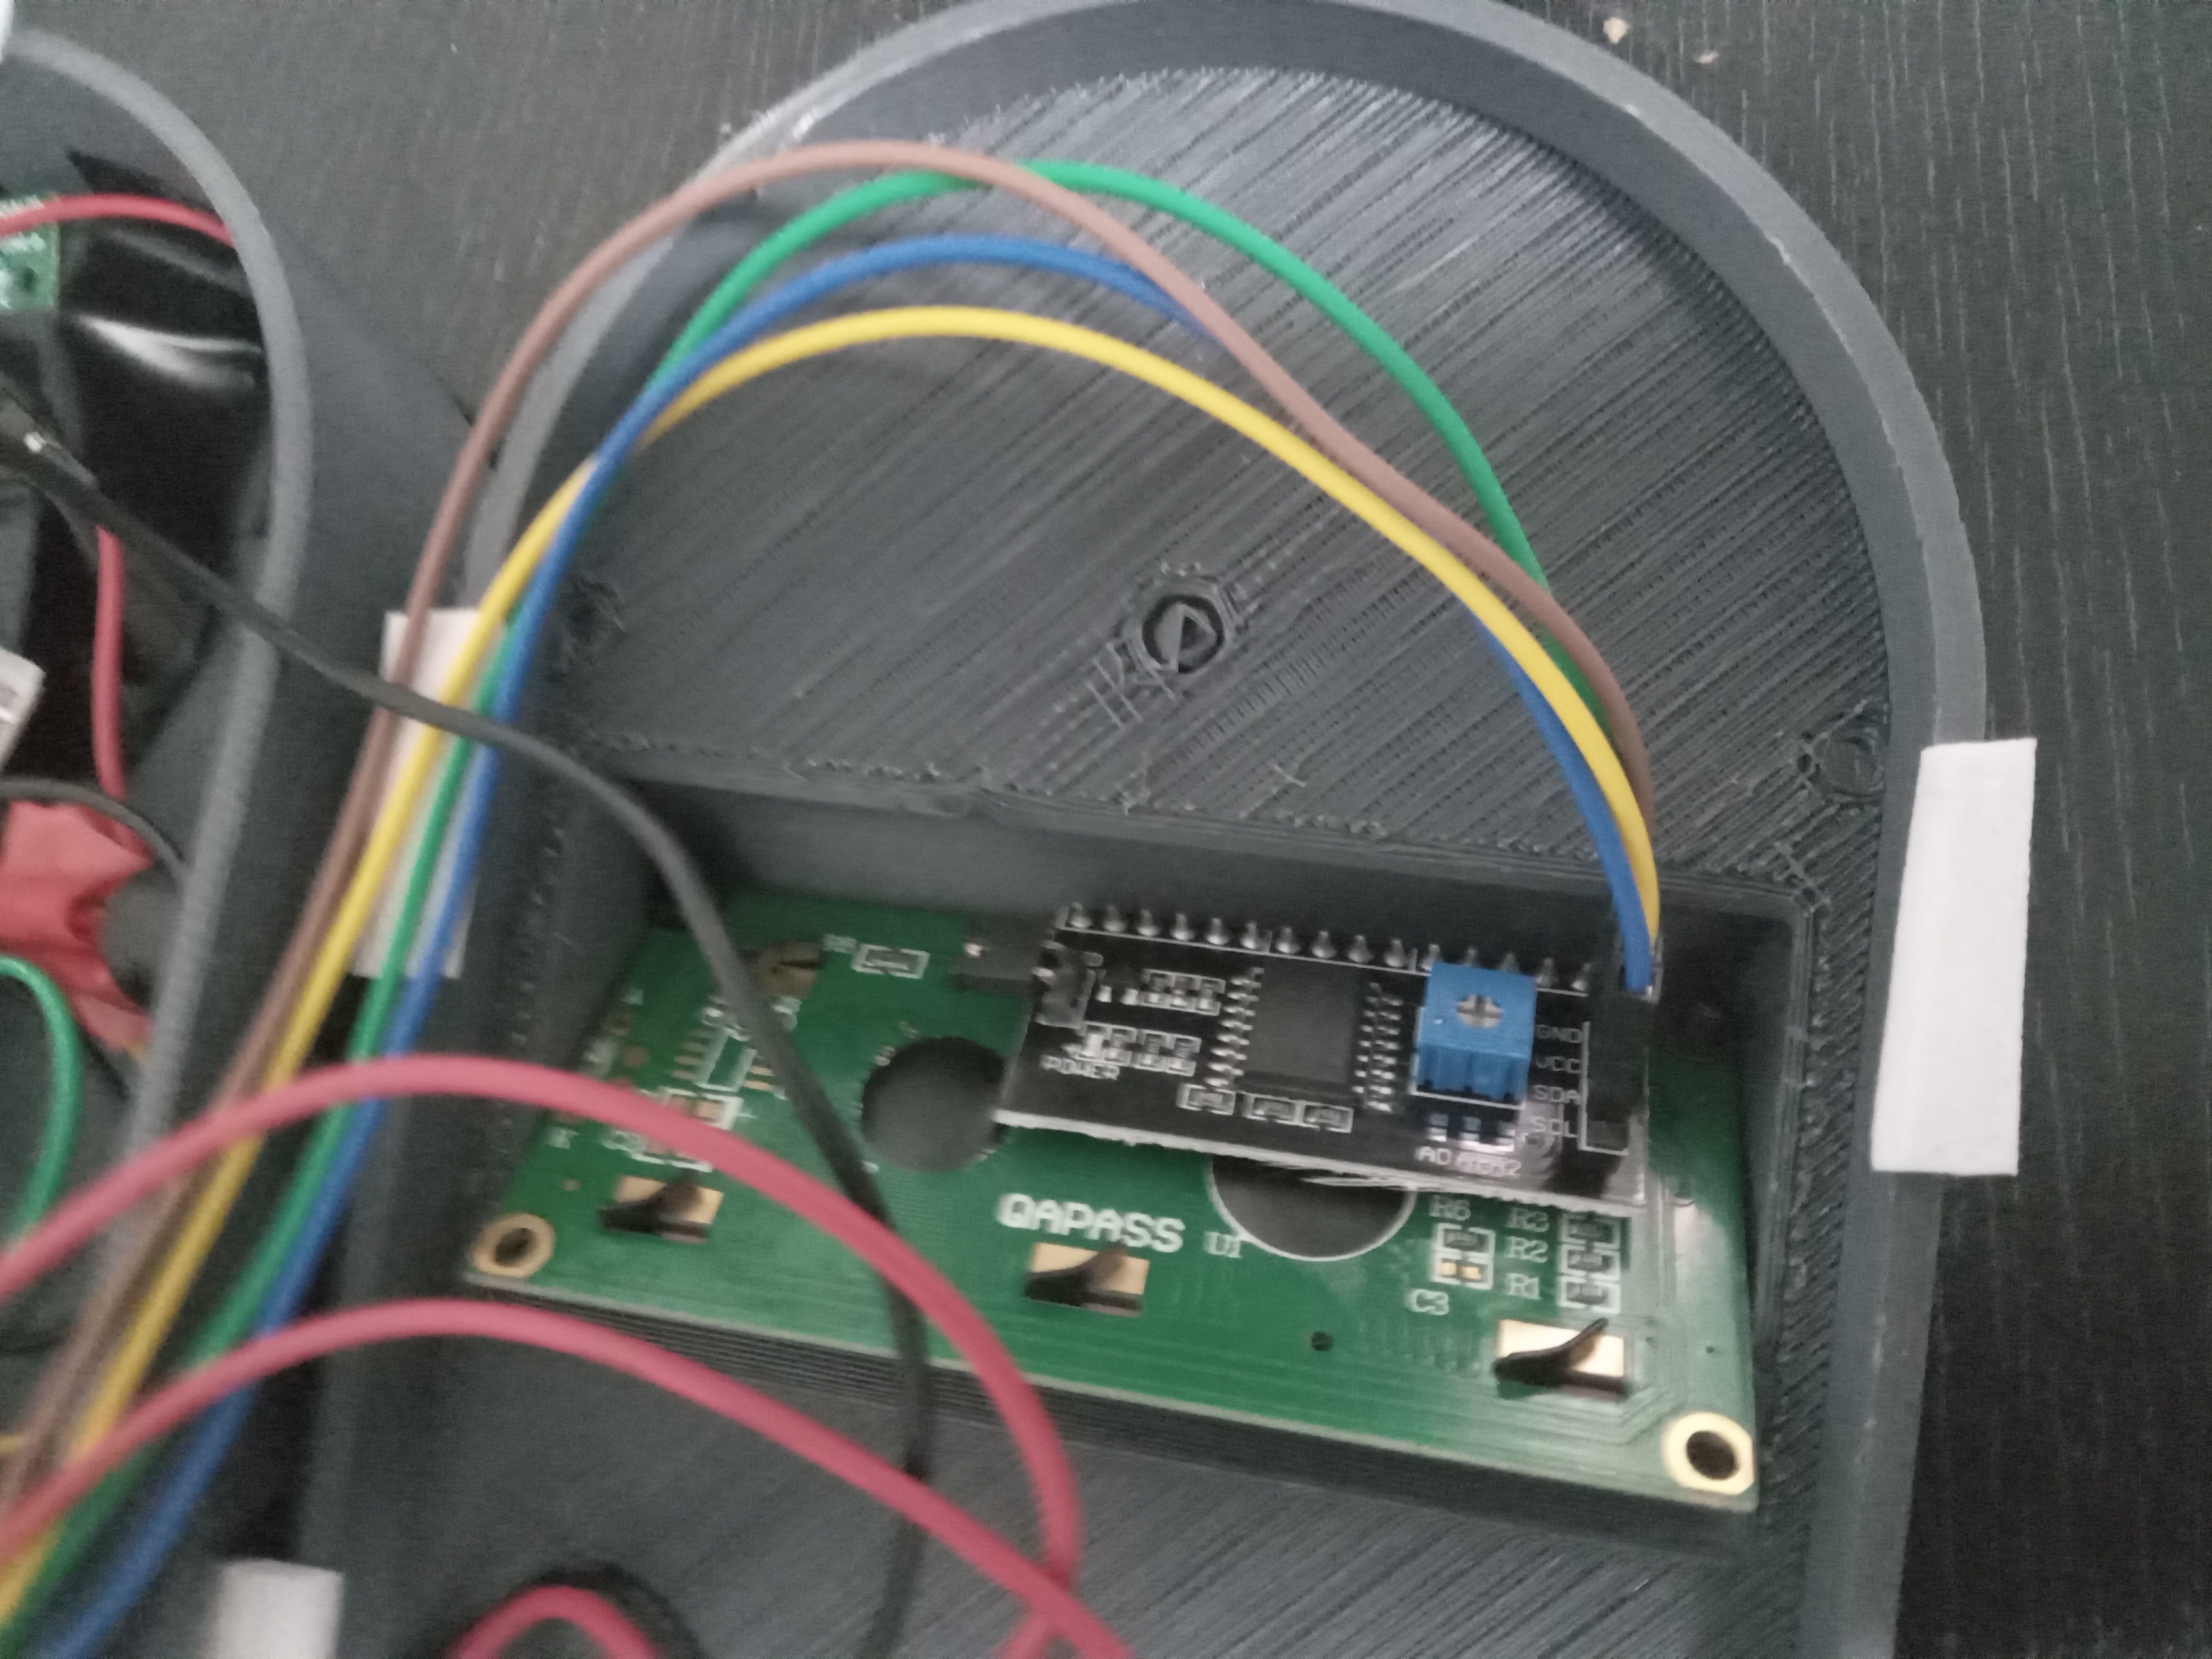 GND
VCC
SDA
SCL
POWER
A0 A1 A2
QAPASS
U1
R6
R3
R2
R1
C3